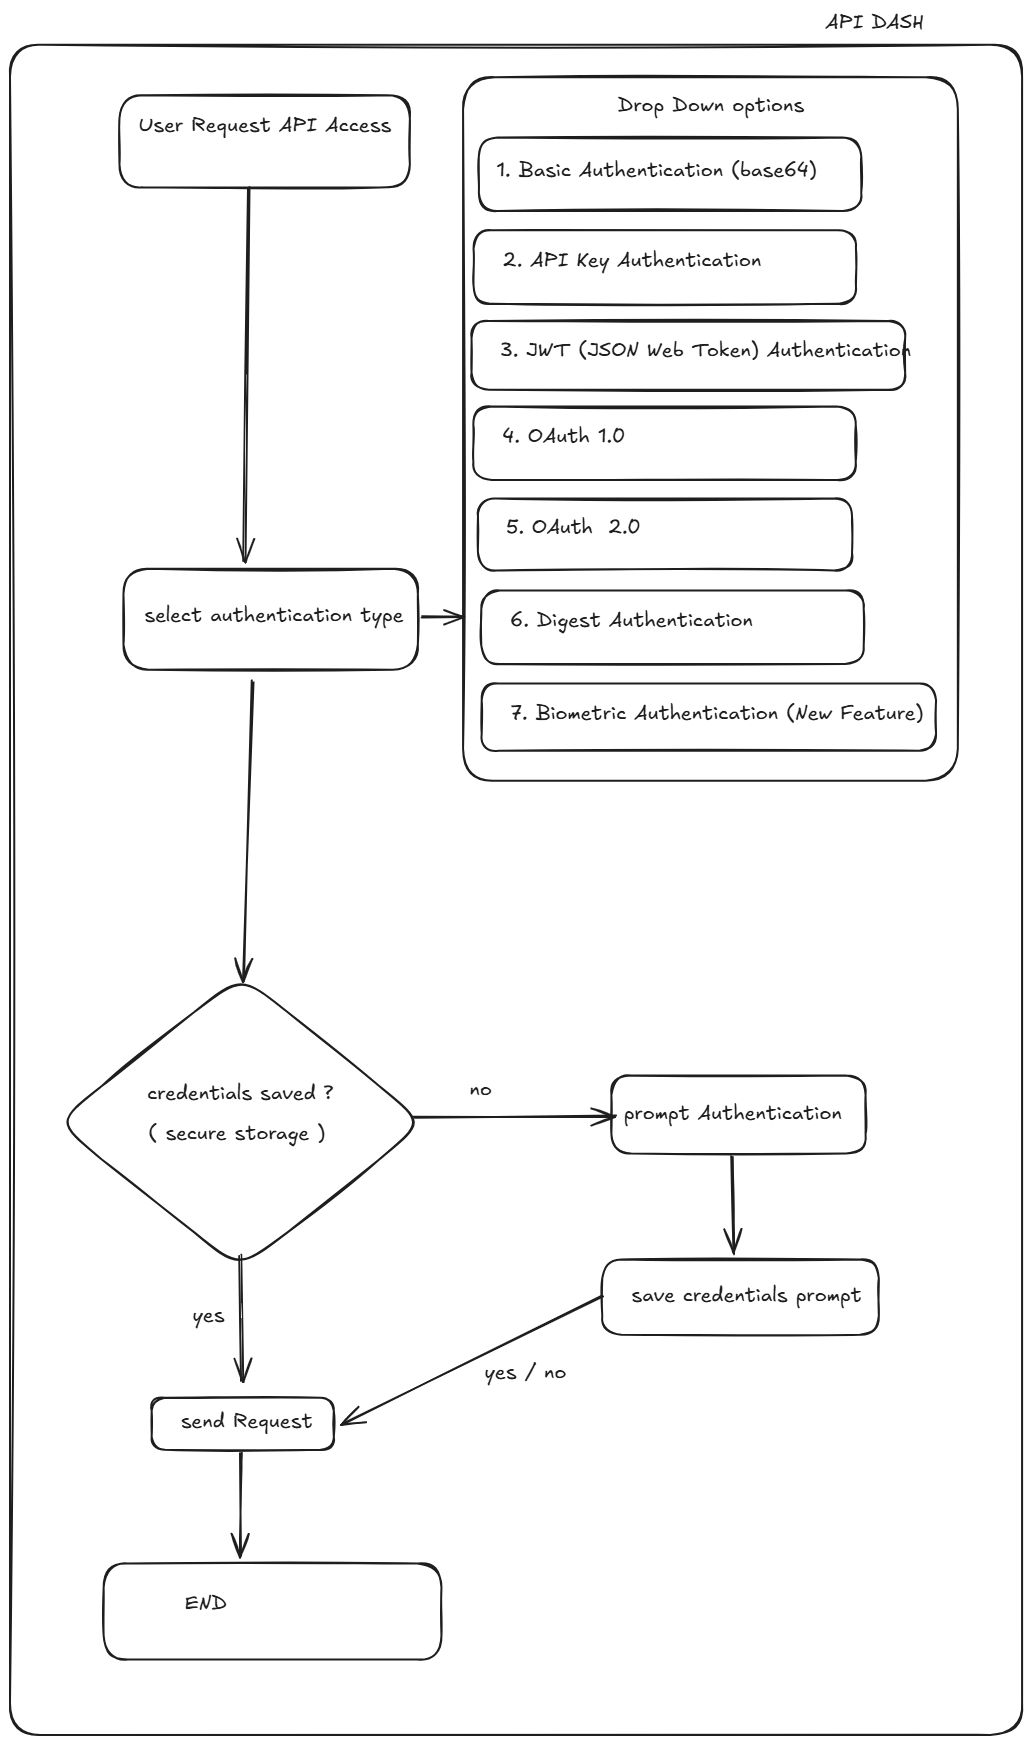 API DASH
User Request API Access
Drop Down options
1. Basic Authentication (base64)
2. API Key Authentication
3. JWT (JSON Web Token) Authentication
4. OAuth 1.0
5. OAuth 2.0
6. Digest Authentication
7. Biometric Authentication (New Feature)
select authentication type
credentials saved ?
( secure storage )
no
prompt Authentication
save credentials prompt
yes
yes / no
send Request
END